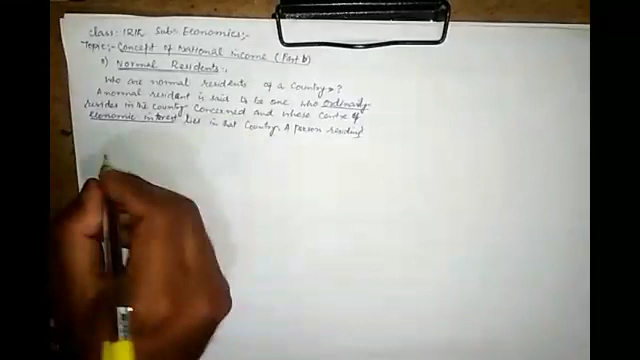 Class: 12th Sub: Economics:-
Topic:- Concept of National income (Part b)
Normal Residents:-
Who are normal residents of a Country?
A normal resident is said to be one who ordinarily
resides in the country Concerned and whose centre of
economic interest lies in that Country. A person residing